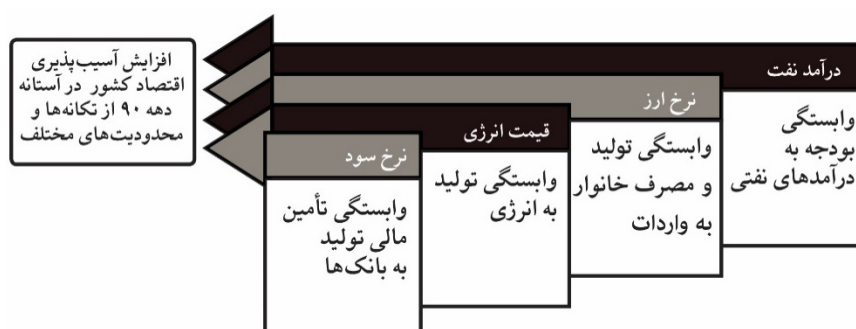 درآمد نفت
وابستگی
بودجه به
درآمدهای نفتی
نرخ ارز
وابستگی تولید
و مصرف خانوار
به واردات
قیمت انرژی
وابستگی تولید
به انرژی
نرخ سود
وابستگی تأمین
مالی تولید
به بانک‌ها
افزایش آسیب‌پذیری
اقتصاد کشور در آستانه
دهه ۹۰ از تکانه‌ها و
محدودیت‌های مختلف